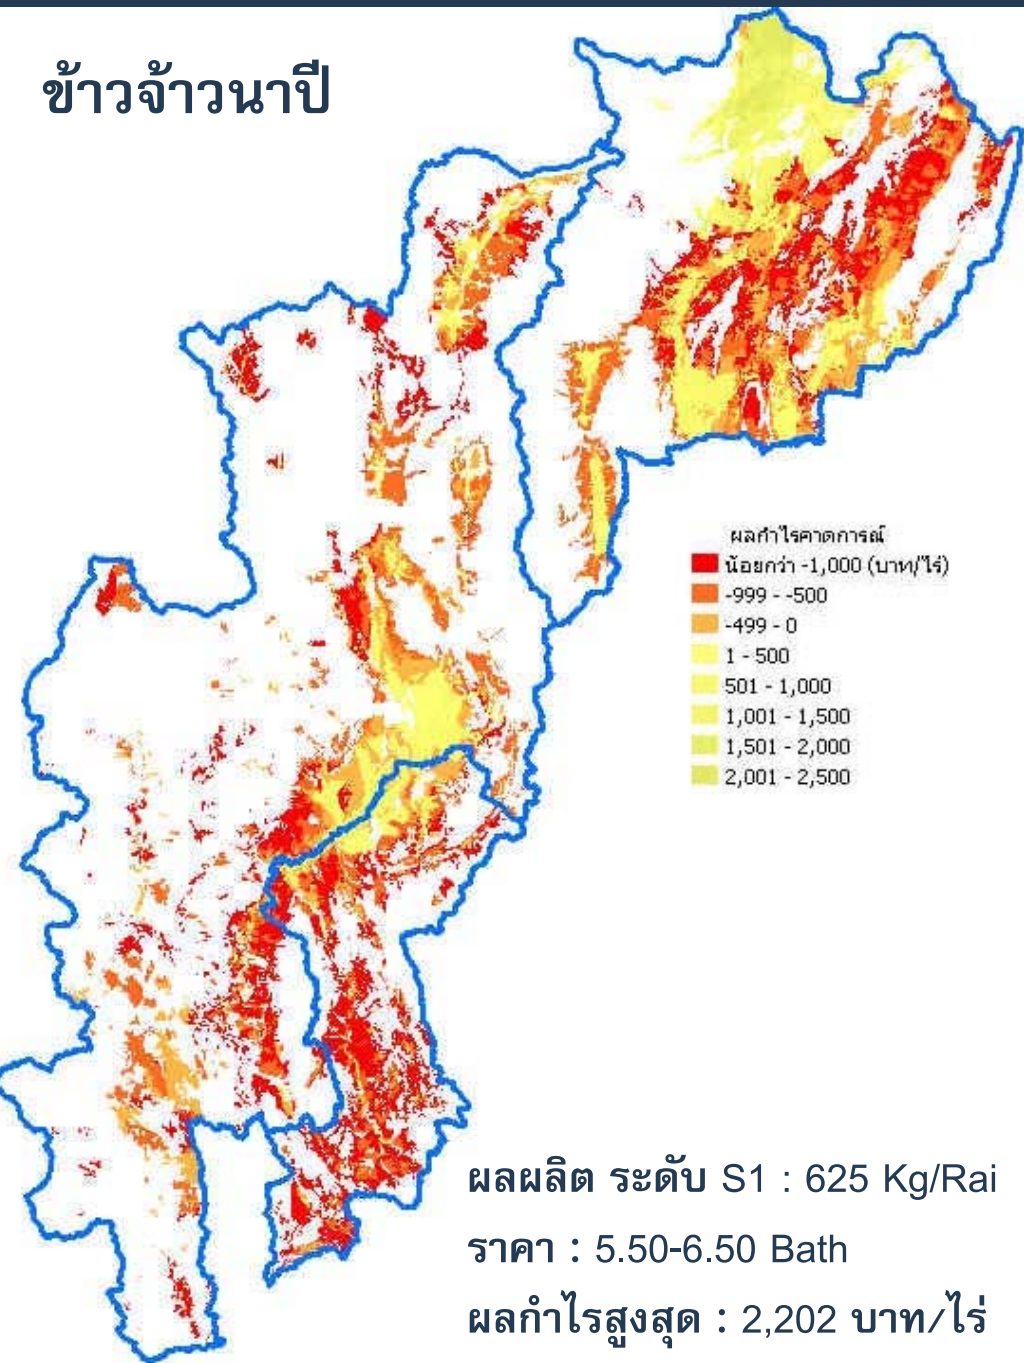 ข้าวจ้าวนาปี
ผลกำไรคาดการณ์
น้อยกว่า -1,000 (บาท/ไร่)
-999 - -500
-499 - 0
1 - 500
501 - 1,000
1,001 - 1,500
1,501 - 2,000
2,001 - 2,500
ผลผลิต ระดับ S1 : 625 Kg/Rai
ราคา : 5.50-6.50 Bath
ผลกำไรสูงสุด : 2,202 บาท/ไร่